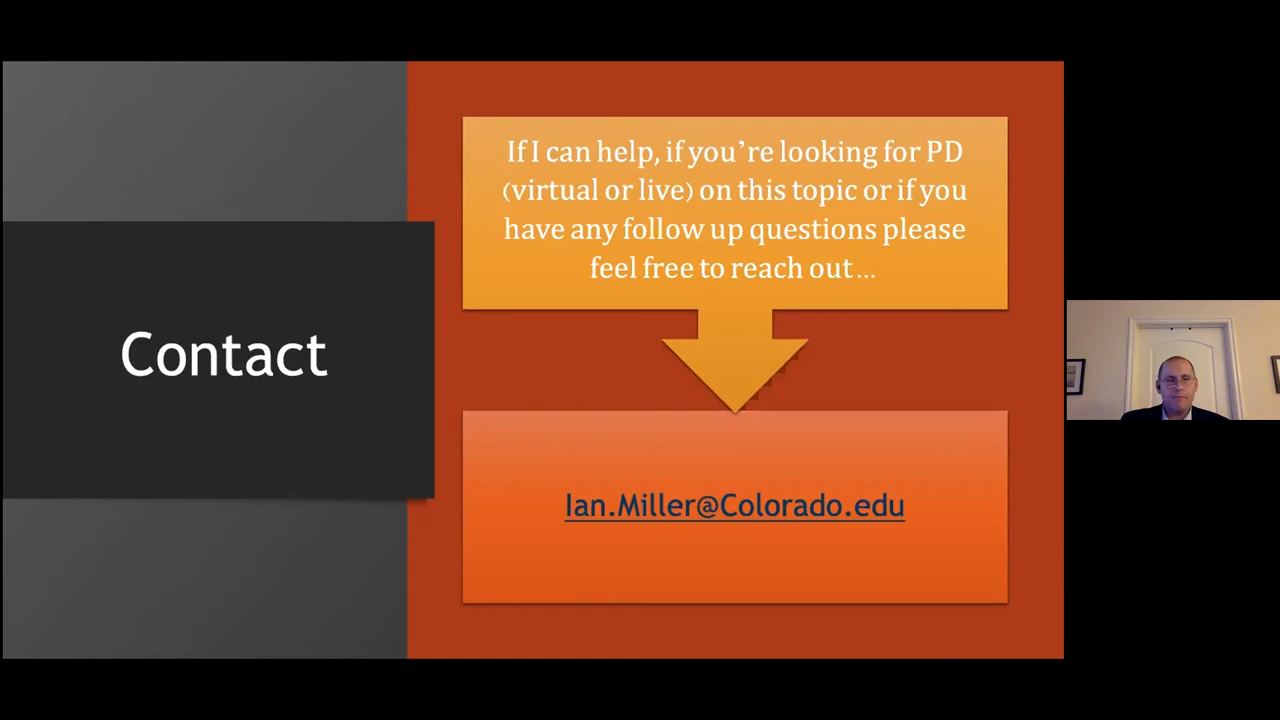 Contact
If I can help, if you’re looking for PD
(virtual or live) on this topic or if you
have any follow up questions please
feel free to reach out…
Ian.Miller@Colorado.edu